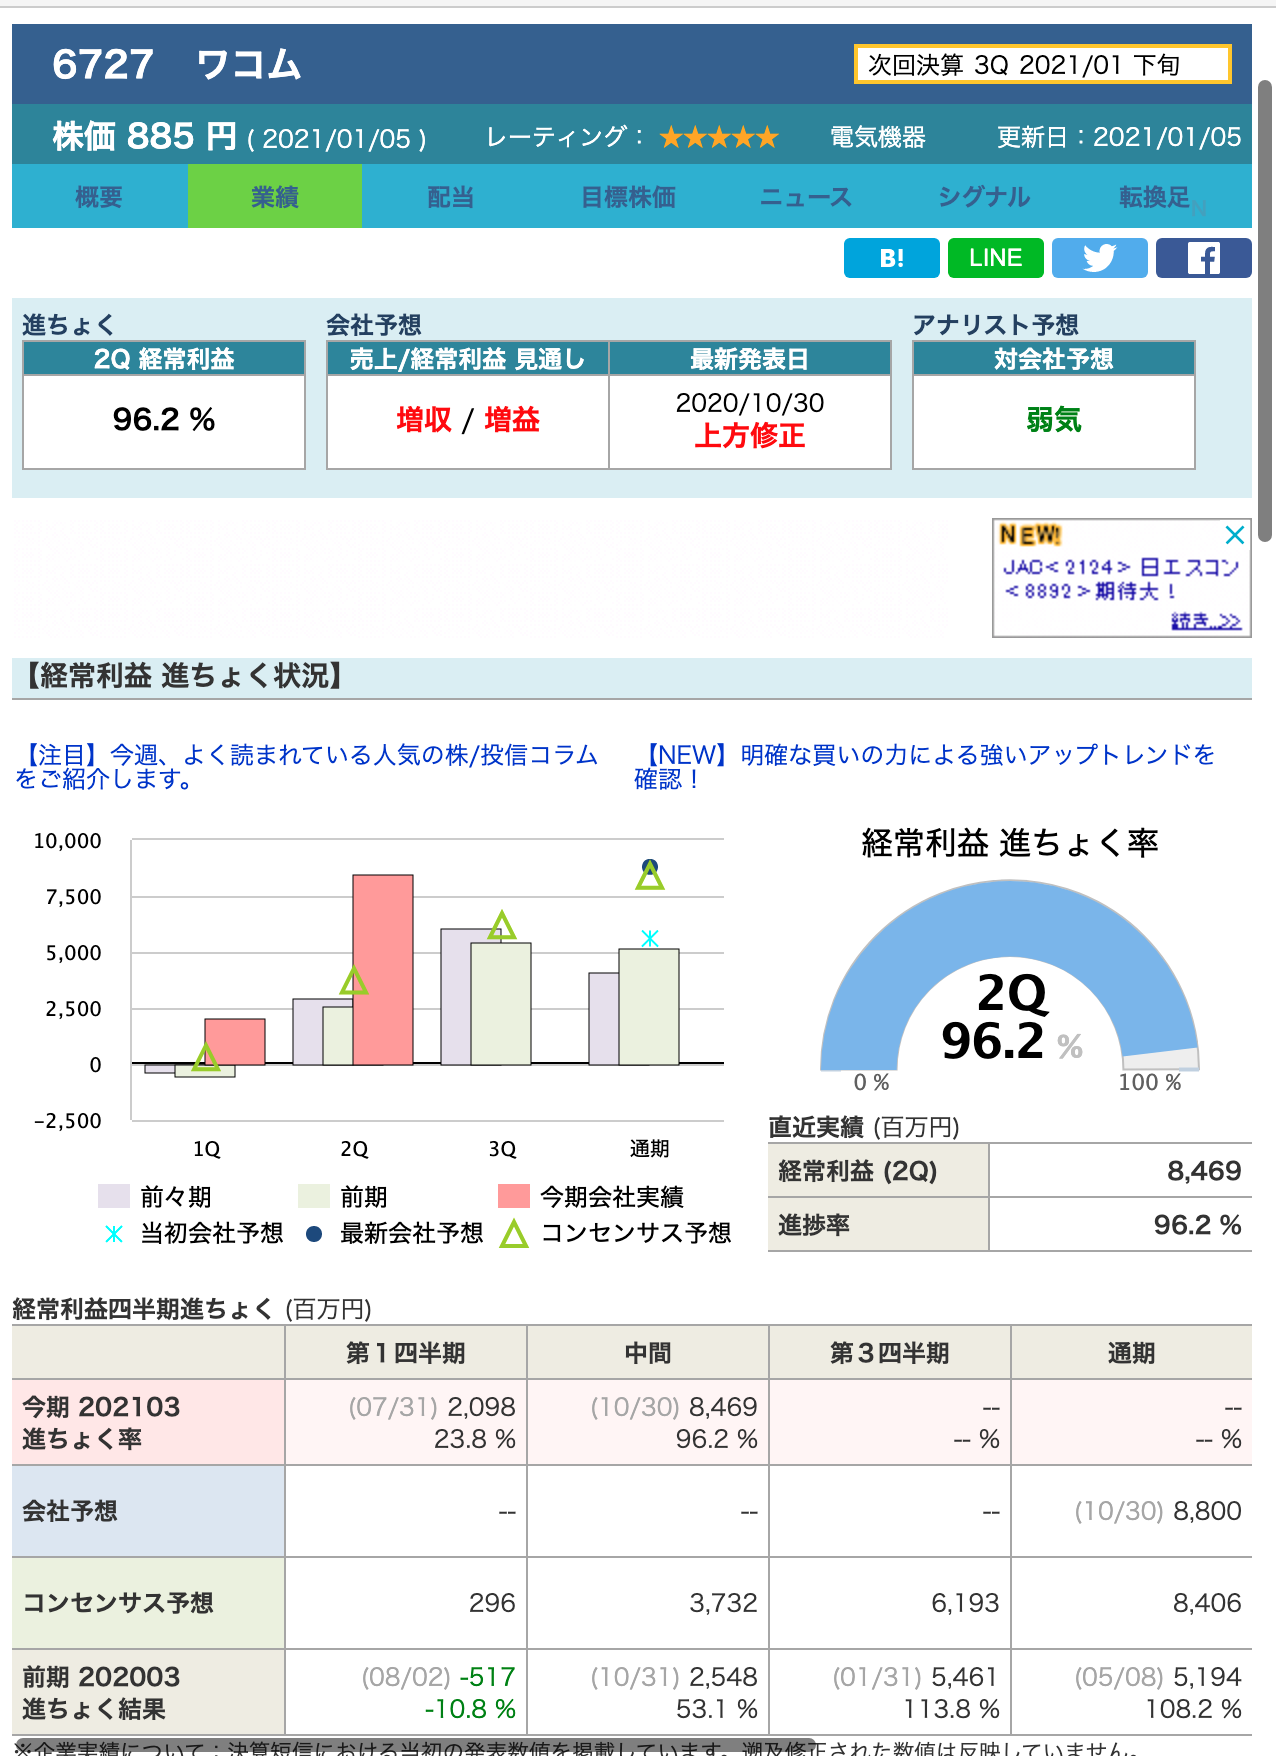 6727 ワコム
次回決算 3Q 2021/01 下旬
株価 885 円 ( 2021/01/05 ) レーティング： ★★★★★ 電気機器 更新日：2021/01/05
概要 業績 配当 目標株価 ニュース シグナル 転換足
B! LINE
進ちょく 会社予想 アナリスト予想
2Q 経常利益 売上/経常利益 見通し 最新発表日 対会社予想
96.2 % 増収 / 増益 2020/10/30 弱気
上方修正
NEW!
JAC<2124> 日エスコン
<8892>期待大！
続き..>>
【経常利益 進ちょく状況】
【注目】今週、よく読まれている人気の株/投信コラム
をご紹介します。
【NEW】明確な買いの力による強いアップトレンドを
確認！
10,000
7,500
5,000
2,500
0
−2,500
1Q 2Q 3Q 通期
前々期 前期 今期会社実績
当初会社予想 最新会社予想 コンセンサス予想
経常利益 進ちょく率
2Q
96.2 %
0 % 100 %
直近実績 (百万円)
経常利益 (2Q) 8,469
進捗率 96.2 %
経常利益四半期進ちょく (百万円)
第１四半期 中間 第３四半期 通期
今期 202103 (07/31) 2,098 (10/30) 8,469 -- --
進ちょく率 23.8 % 96.2 % -- % -- %
会社予想 -- -- -- (10/30) 8,800
コンセンサス予想 296 3,732 6,193 8,406
前期 202003 (08/02) -517 (10/31) 2,548 (01/31) 5,461 (05/08) 5,194
進ちょく結果 -10.8 % 53.1 % 113.8 % 108.2 %
※企業実績について：決算短信における当初の発表数値を掲載しています。遡及修正された数値は反映していません。